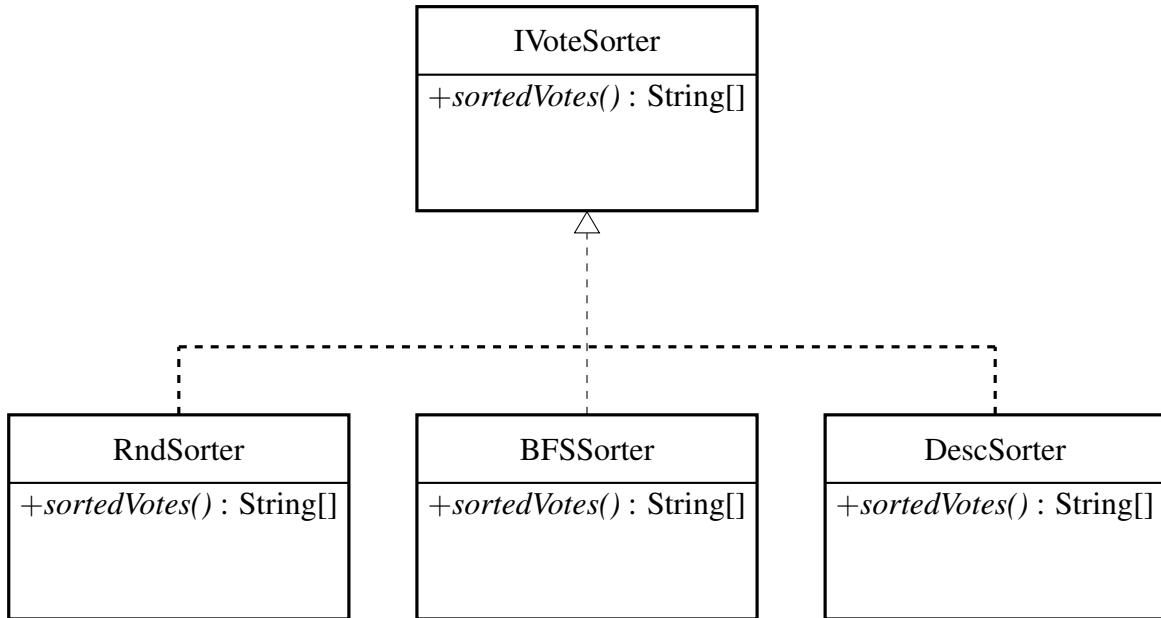 IVoteSorter
+sortedVotes() : String[]
RndSorter
+sortedVotes() : String[]
BFSSorter
+sortedVotes() : String[]
DescSorter
+sortedVotes() : String[]